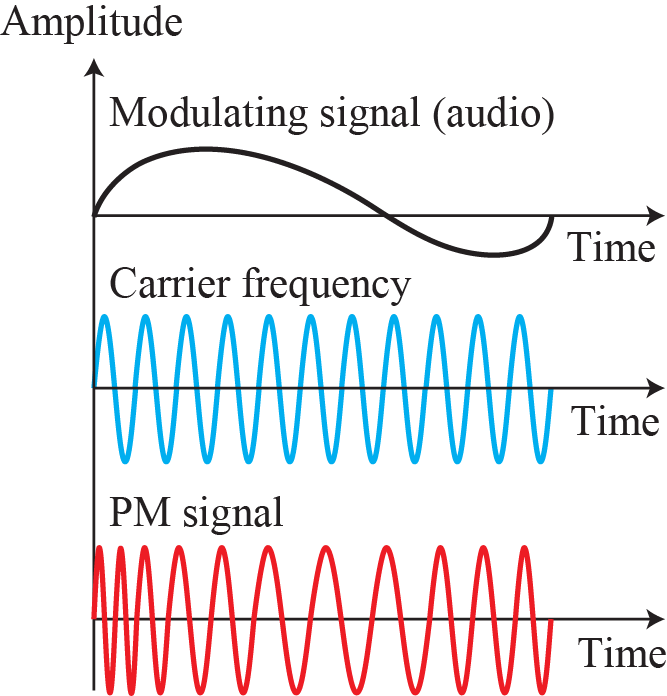 Amplitude
Modulating signal (audio)
Time
Carrier frequency
Time
PM signal
Time